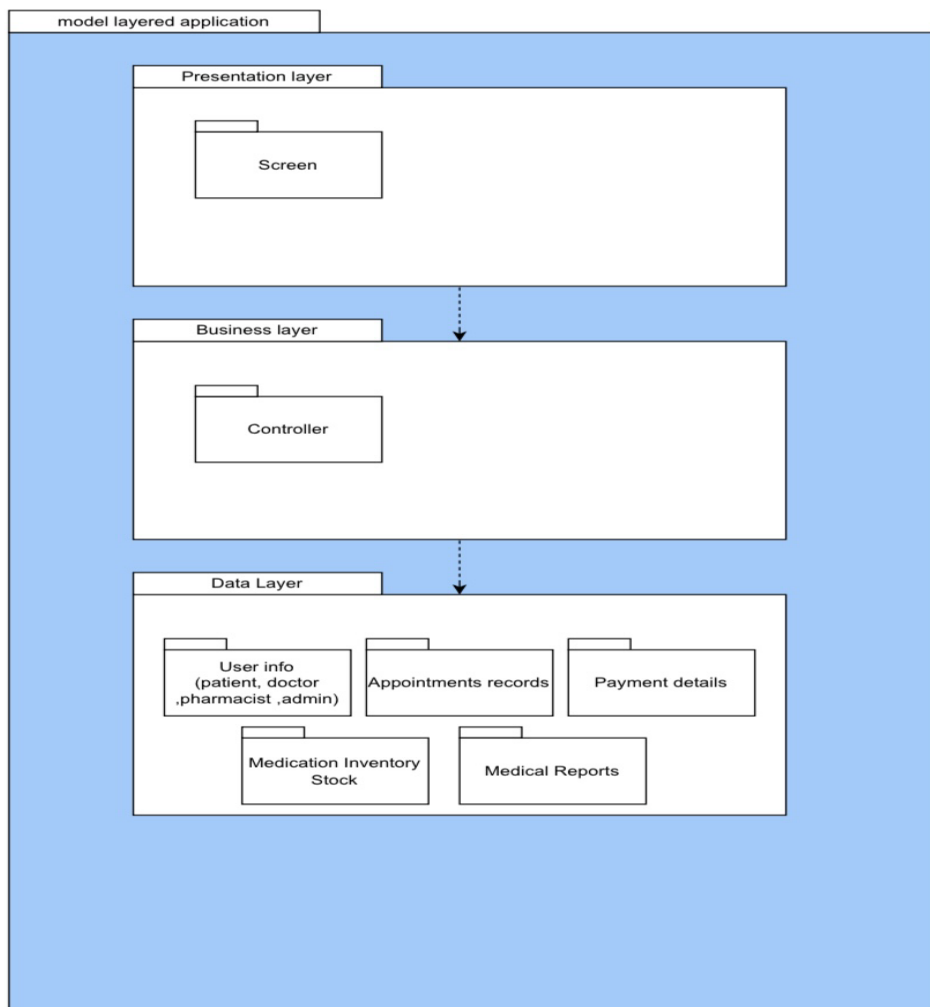 model layered application
Presentation layer
Screen
Business layer
Controller
Data Layer
User info
(patient, doctor
,pharmacist ,admin)
Appointments records
Payment details
Medication Inventory
Stock
Medical Reports